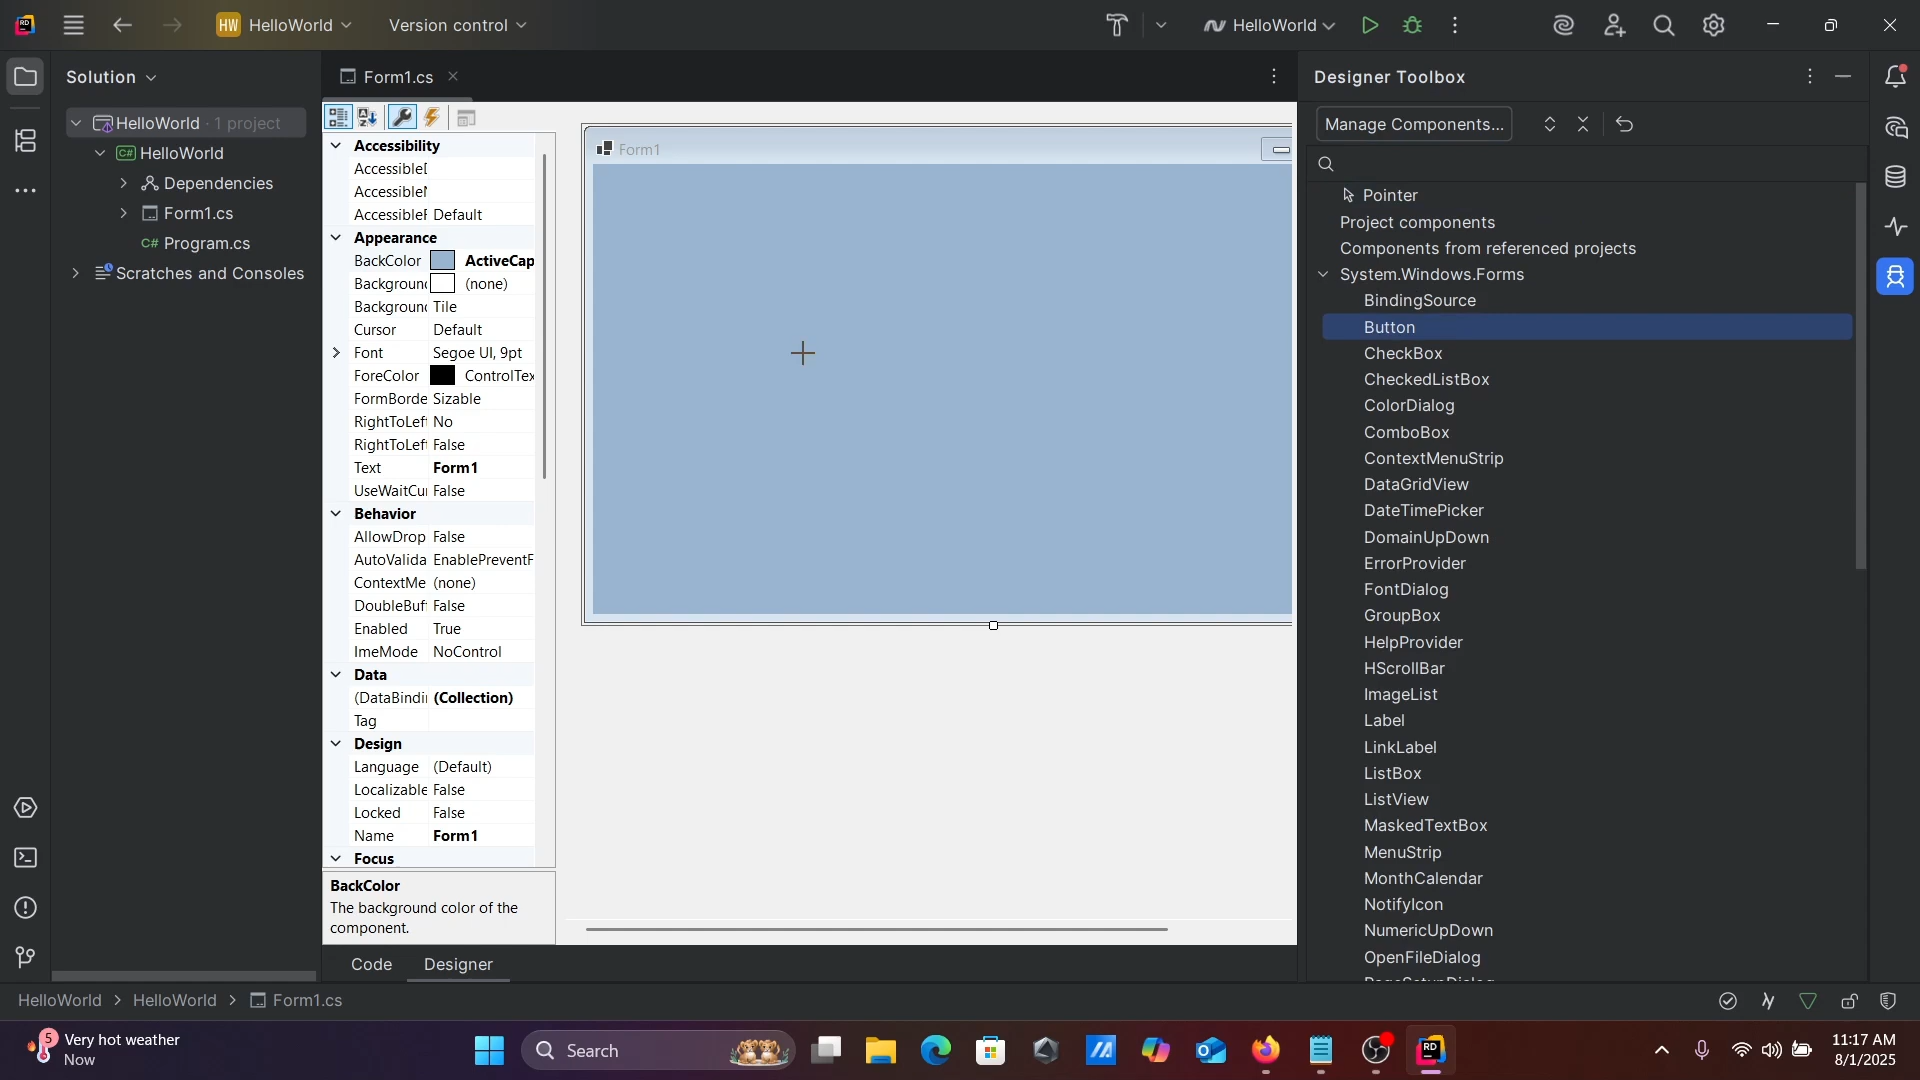 HW HelloWorld
Version control
HelloWorld
Solution
Form1.cs
Designer Toolbox
HelloWorld · 1 project
C# HelloWorld
Dependencies
Form1.cs
C# Program.cs
Scratches and Consoles
Accessibility
AccessibleD
AccessibleN
AccessibleR Default
Appearance
BackColor ActiveCap
Backgroun (none)
Backgroun Tile
Cursor Default
Font Segoe UI, 9pt
ForeColor ControlTex
FormBorde Sizable
RightToLeft No
RightToLeft False
Text Form1
UseWaitCu False
Behavior
AllowDrop False
AutoValida EnablePreventF
ContextMe (none)
DoubleBuf False
Enabled True
ImeMode NoControl
Data
(DataBindi (Collection)
Tag
Design
Language (Default)
Localizable False
Locked False
Name Form1
Focus
BackColor
The background color of the
component.
Form1
Code Designer
Manage Components...
Pointer
Project components
Components from referenced projects
System.Windows.Forms
BindingSource
Button
CheckBox
CheckedListBox
ColorDialog
ComboBox
ContextMenuStrip
DataGridView
DateTimePicker
DomainUpDown
ErrorProvider
FontDialog
GroupBox
HelpProvider
HScrollBar
ImageList
Label
LinkLabel
ListBox
ListView
MaskedTextBox
MenuStrip
MonthCalendar
NotifyIcon
NumericUpDown
OpenFileDialog
PageSetupDialog
HelloWorld > HelloWorld > Form1.cs
5
Very hot weather
Now
Search
RD
11:17 AM
8/1/2025